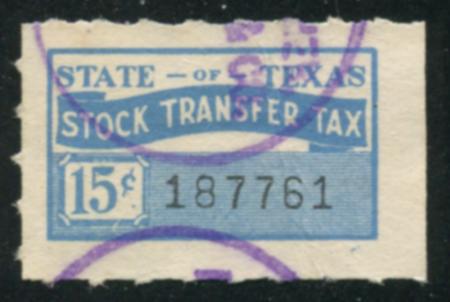 STATE — OF — TEXAS
STOCK TRANSFER TAX
15¢ 187761